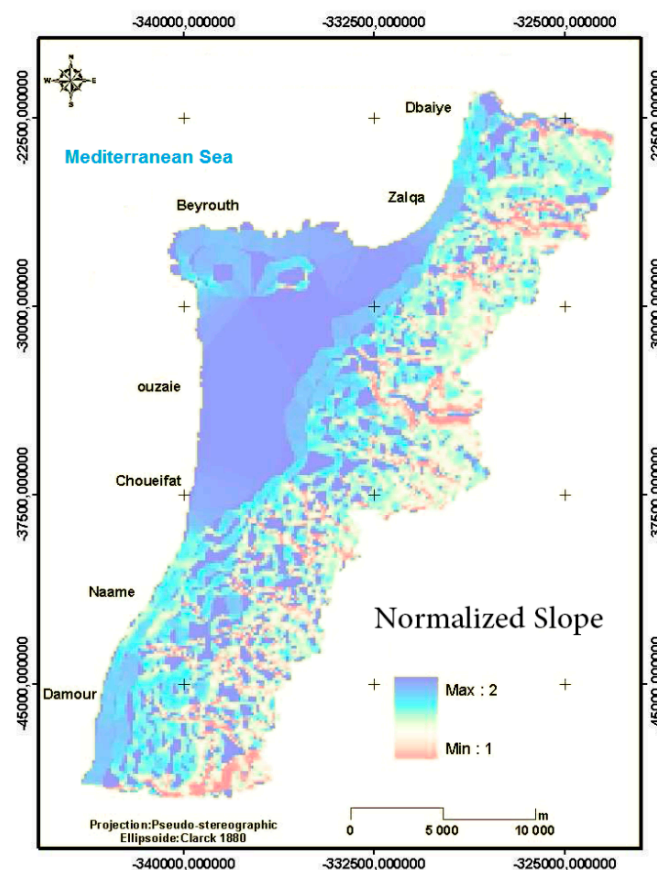 -340000,000000 -332500,000000 -325000,000000
N
W E
S
Dbaiye
-22500,000000 -22500,000000
Mediterranean Sea
Zalqa
Beyrouth
-30000,000000 -30000,000000
ouzaie
Choueifat
-37500,000000 -37500,000000
Naame
Normalized Slope
Damour
-45000,000000 -45000,000000
Max : 2
Min : 1
Projection:Pseudo-stereographic
Ellipsoide:Clarck 1880
m
0 5 000 10 000
-340000,000000 -332500,000000 -325000,000000